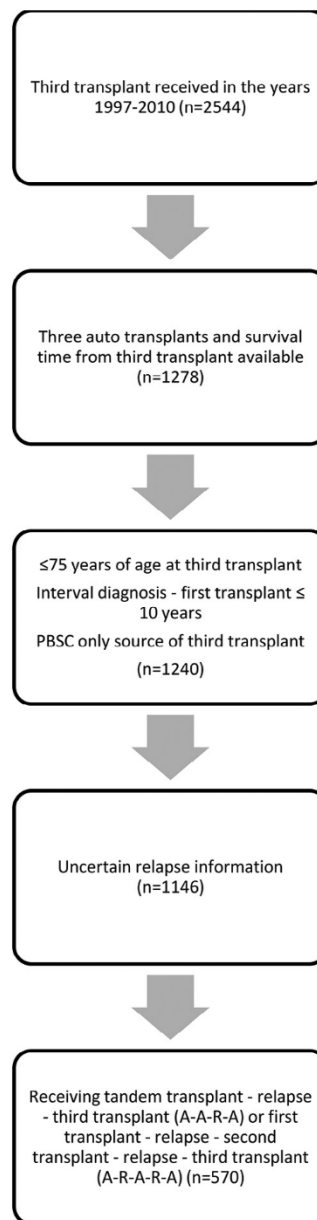 Third transplant received in the years
1997-2010 (n=2544)
Three auto transplants and survival
time from third transplant available
(n=1278)
≤75 years of age at third transplant
Interval diagnosis - first transplant ≤
10 years
PBSC only source of third transplant
(n=1240)
Uncertain relapse information
(n=1146)
Receiving tandem transplant - relapse
- third transplant (A-A-R-A) or first
transplant - relapse - second
transplant - relapse - third transplant
(A-R-A-R-A) (n=570)